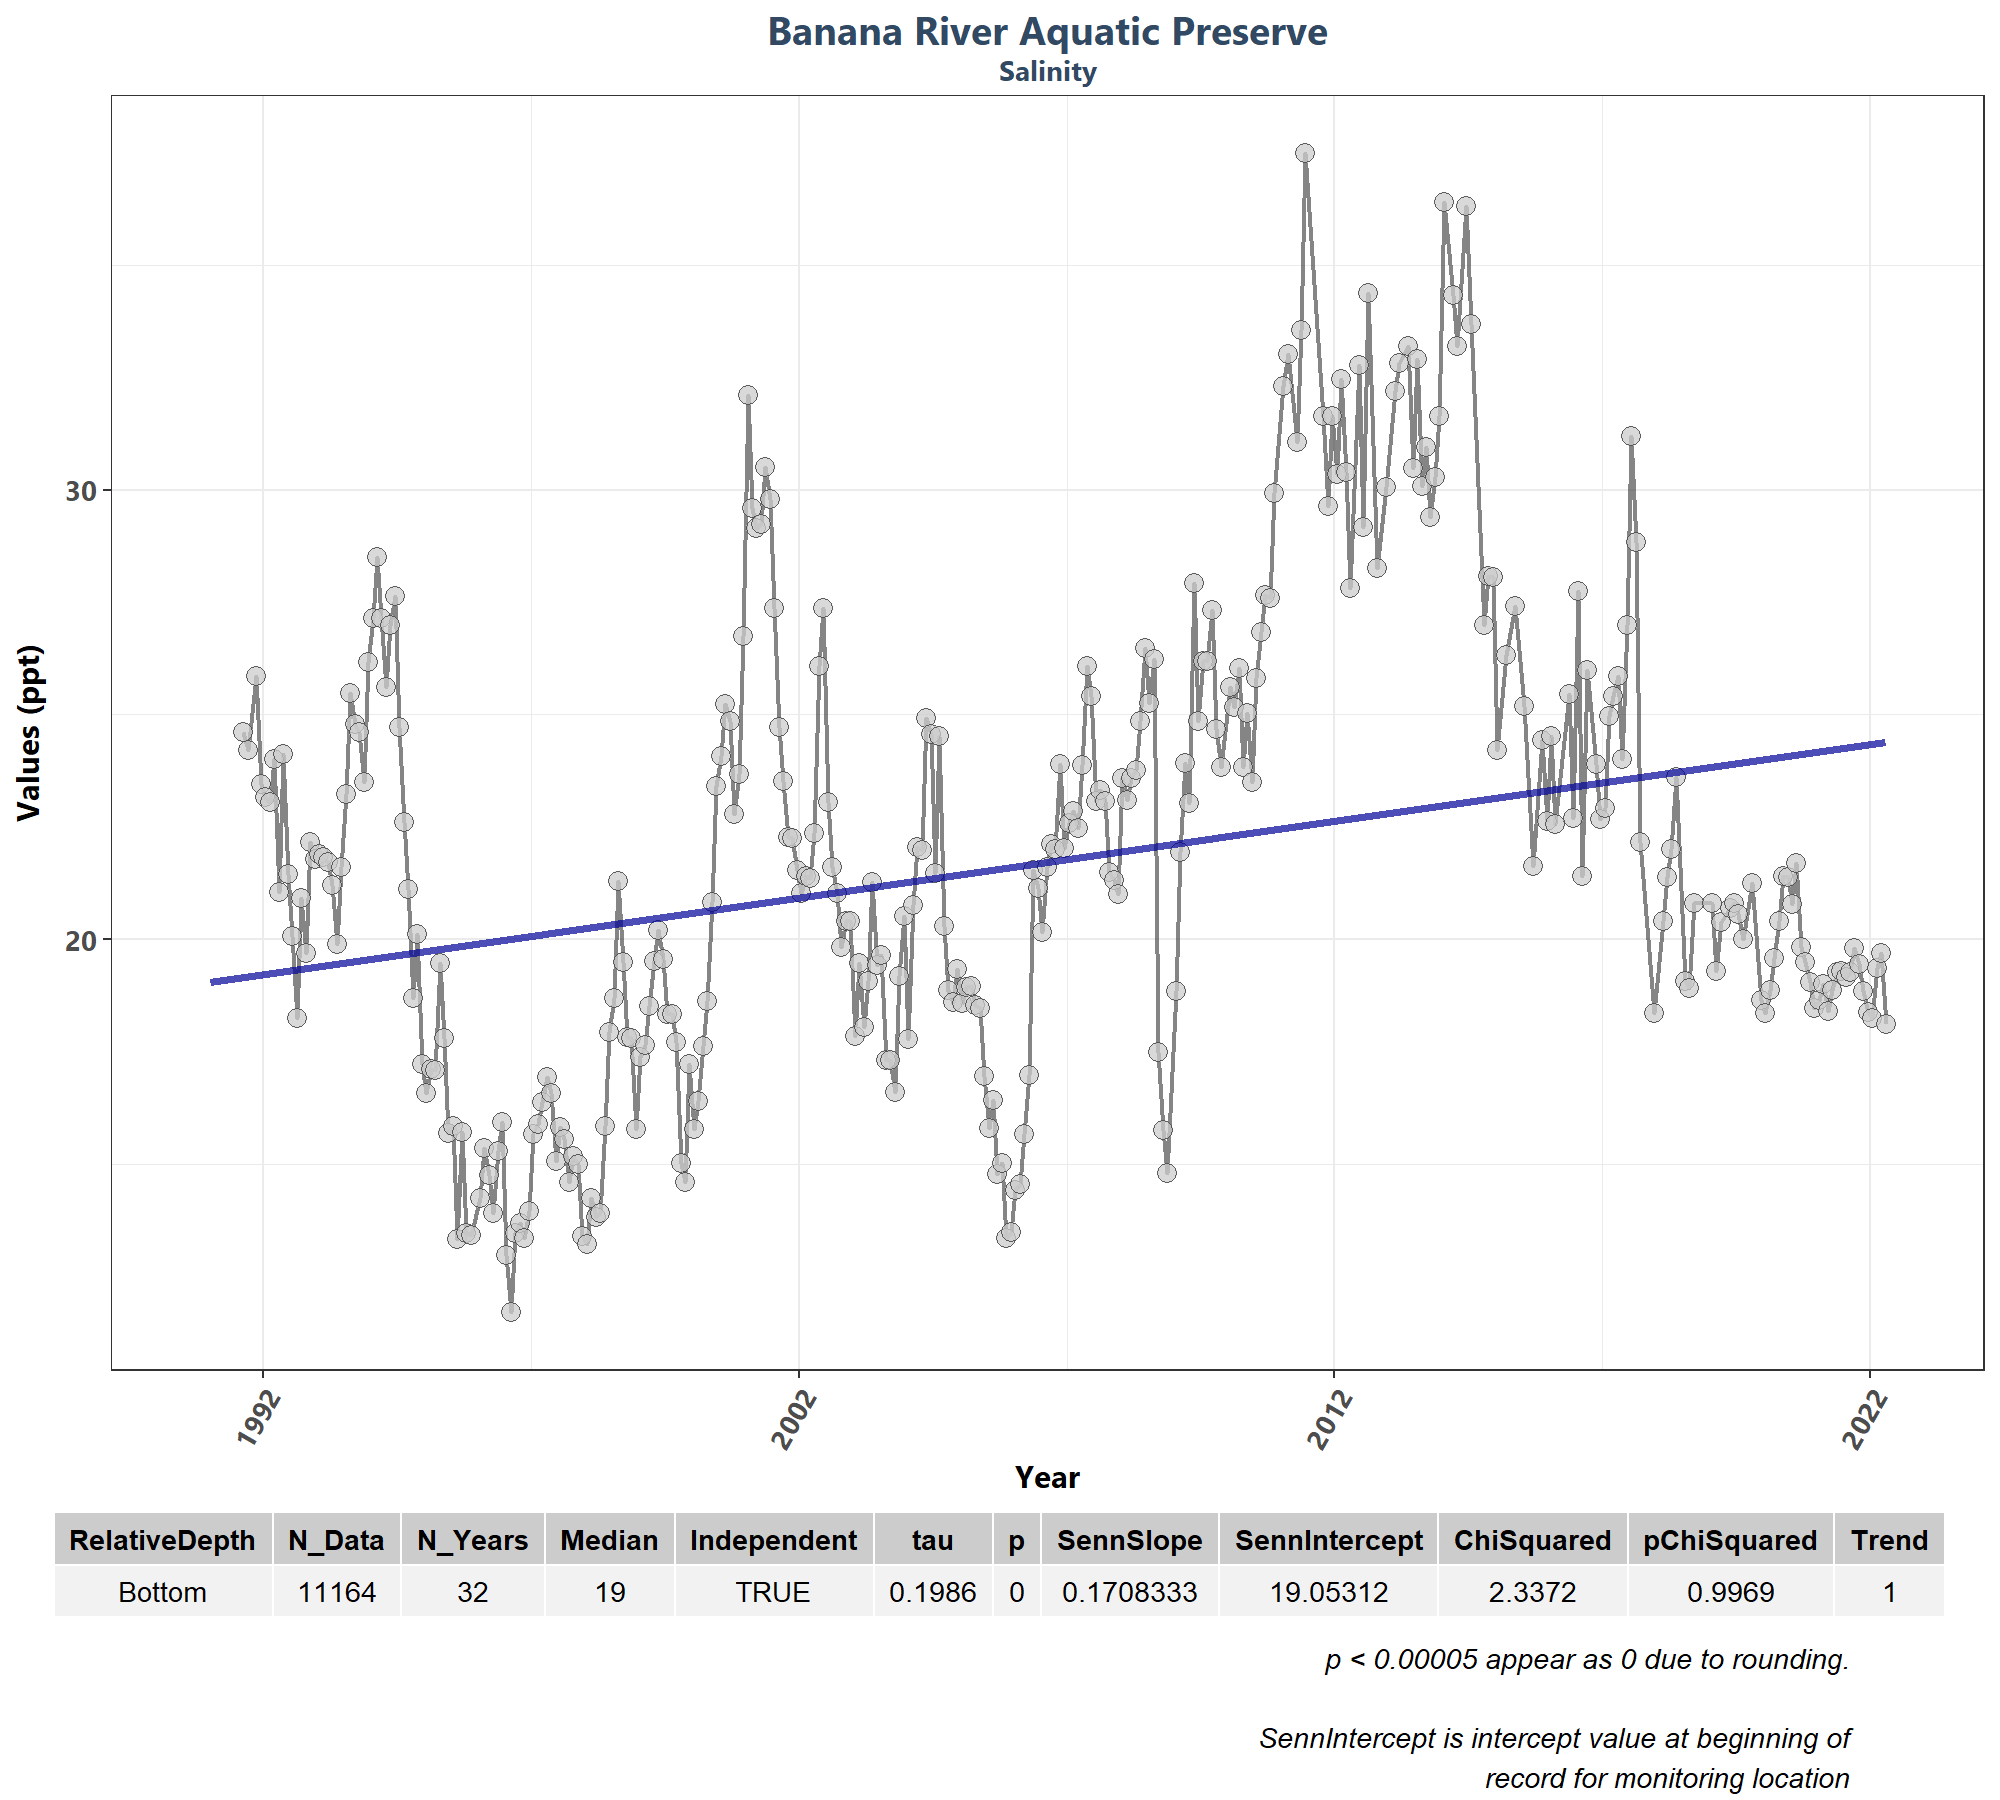 Banana River Aquatic Preserve
Salinity
Values (ppt)
30
20
1992 2002 2012 2022
Year
RelativeDepth N_Data N_Years Median Independent tau p SennSlope SennIntercept ChiSquared pChiSquared Trend
Bottom 11164 32 19 TRUE 0.1986 0 0.1708333 19.05312 2.3372 0.9969 1
p < 0.00005 appear as 0 due to rounding.
SennIntercept is intercept value at beginning of
record for monitoring location